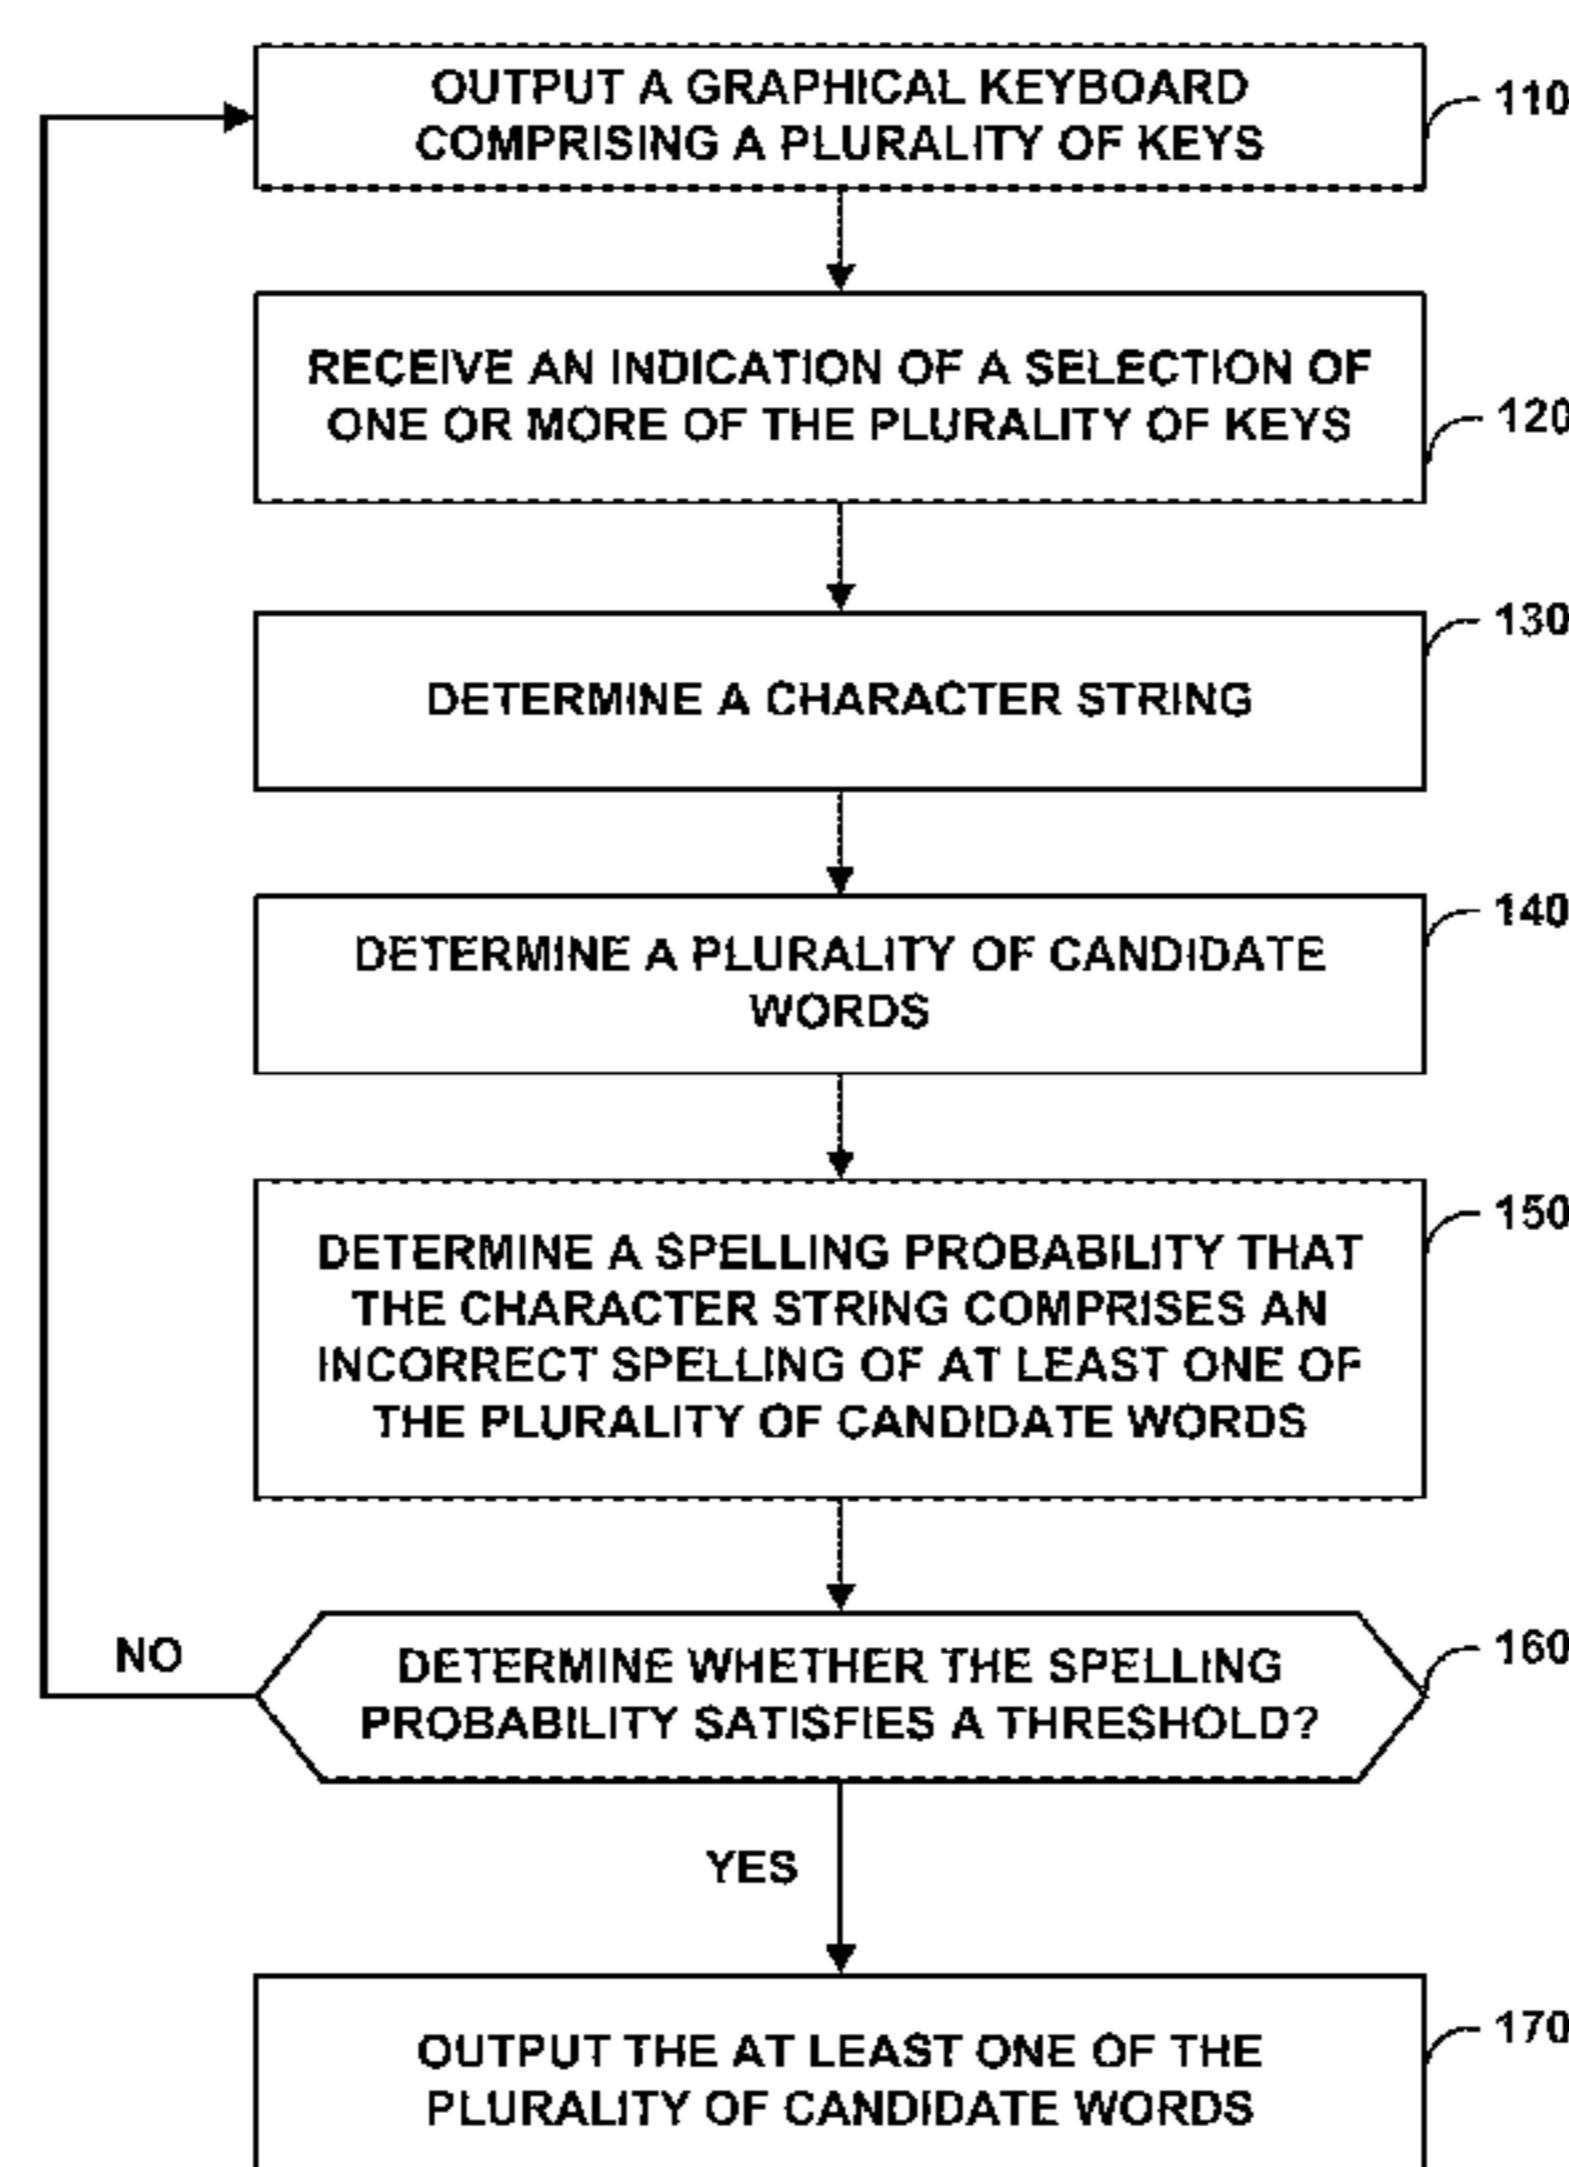 OUTPUT A GRAPHICAL KEYBOARD
COMPRISING A PLURALITY OF KEYS
110
RECEIVE AN INDICATION OF A SELECTION OF
ONE OR MORE OF THE PLURALITY OF KEYS
120
DETERMINE A CHARACTER STRING
130
DETERMINE A PLURALITY OF CANDIDATE
WORDS
140
DETERMINE A SPELLING PROBABILITY THAT
THE CHARACTER STRING COMPRISES AN
INCORRECT SPELLING OF AT LEAST ONE OF
THE PLURALITY OF CANDIDATE WORDS
150
NO
DETERMINE WHETHER THE SPELLING
PROBABILITY SATISFIES A THRESHOLD?
160
YES
OUTPUT THE AT LEAST ONE OF THE
PLURALITY OF CANDIDATE WORDS
170